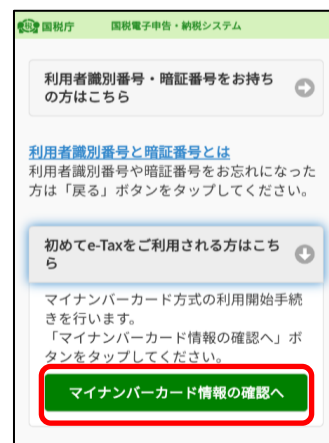 国税庁 国税電子申告・納税システム
利用者識別番号・暗証番号をお持ち
の方はこちら
利用者識別番号と暗証番号とは
利用者識別番号や暗証番号をお忘れになった
方は「戻る」ボタンをタップしてください。
初めてe-Taxをご利用される方はこち
ら
マイナンバーカード方式の利用開始手続
きを行います。
「マイナンバーカード情報の確認へ」ボ
タンをタップしてください。
マイナンバーカード情報の確認へ